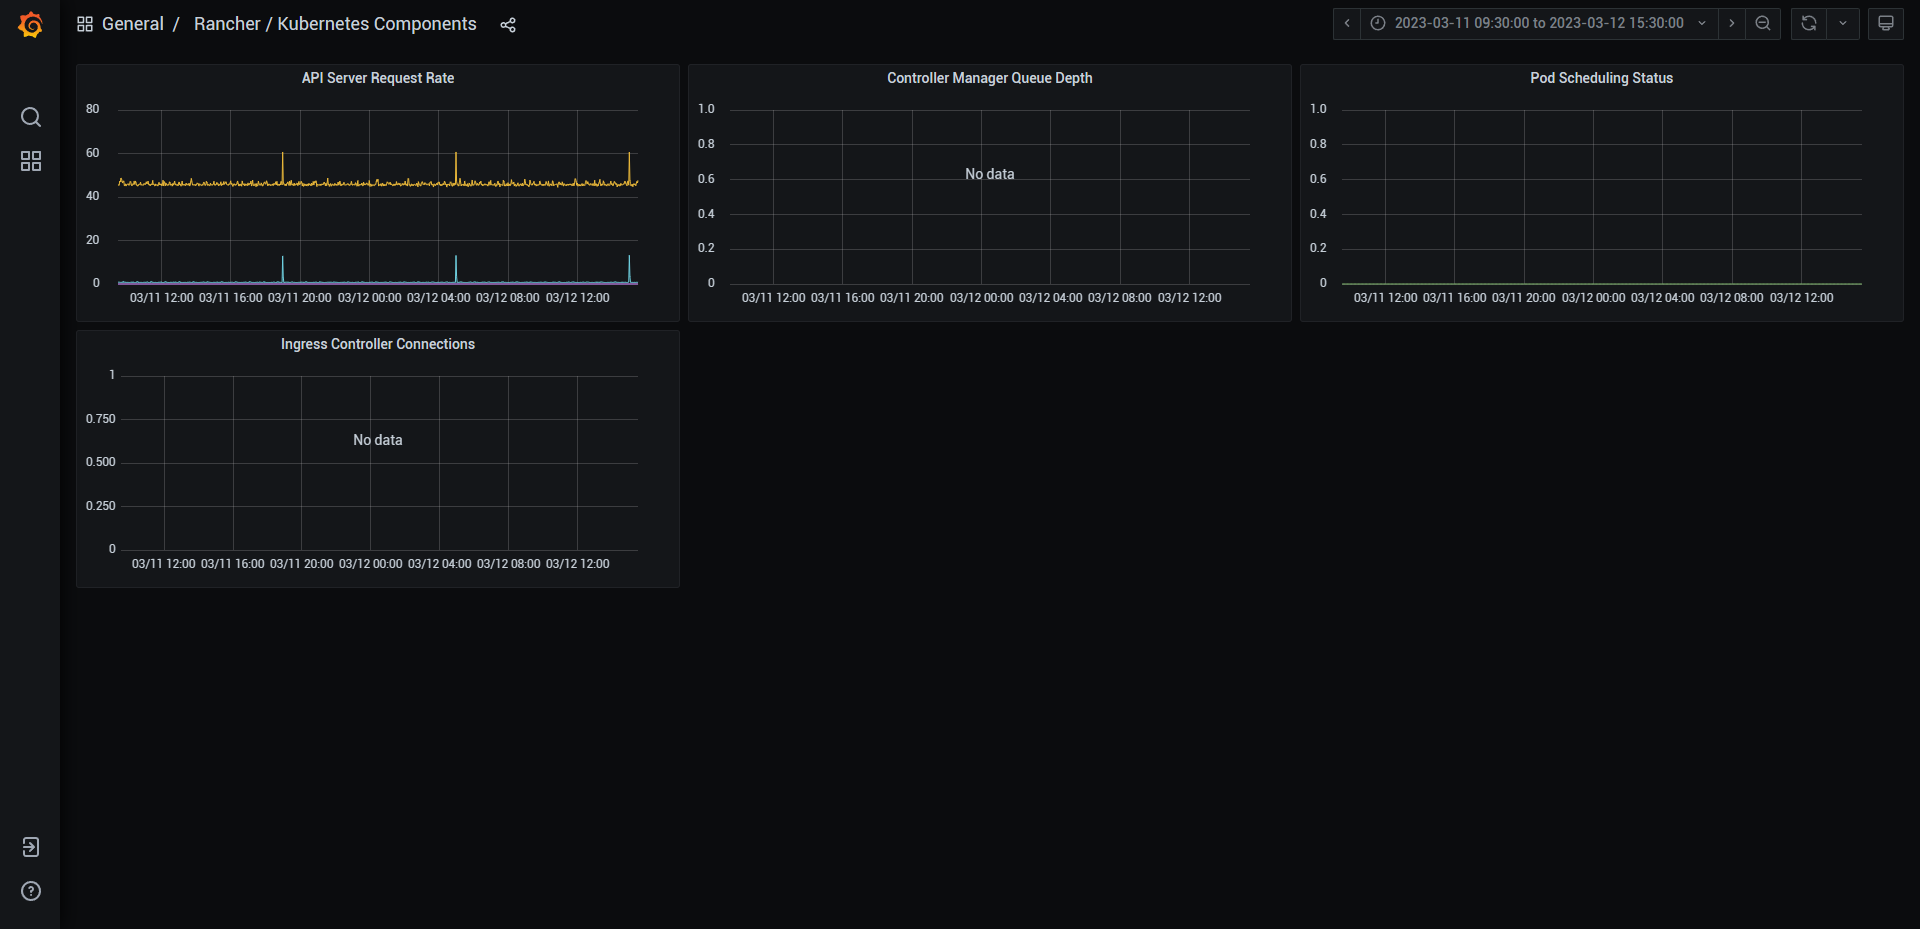 General / Rancher / Kubernetes Components
2023-03-11 09:30:00 to 2023-03-12 15:30:00
API Server Request Rate
80
60
40
20
0
03/11 12:00 03/11 16:00 03/11 20:00 03/12 00:00 03/12 04:00 03/12 08:00 03/12 12:00
Controller Manager Queue Depth
1.0
0.8
No data
0.6
0.4
0.2
0
03/11 12:00 03/11 16:00 03/11 20:00 03/12 00:00 03/12 04:00 03/12 08:00 03/12 12:00
Pod Scheduling Status
1.0
0.8
0.6
0.4
0.2
0
03/11 12:00 03/11 16:00 03/11 20:00 03/12 00:00 03/12 04:00 03/12 08:00 03/12 12:00
Ingress Controller Connections
1
0.750
No data
0.500
0.250
0
03/11 12:00 03/11 16:00 03/11 20:00 03/12 00:00 03/12 04:00 03/12 08:00 03/12 12:00